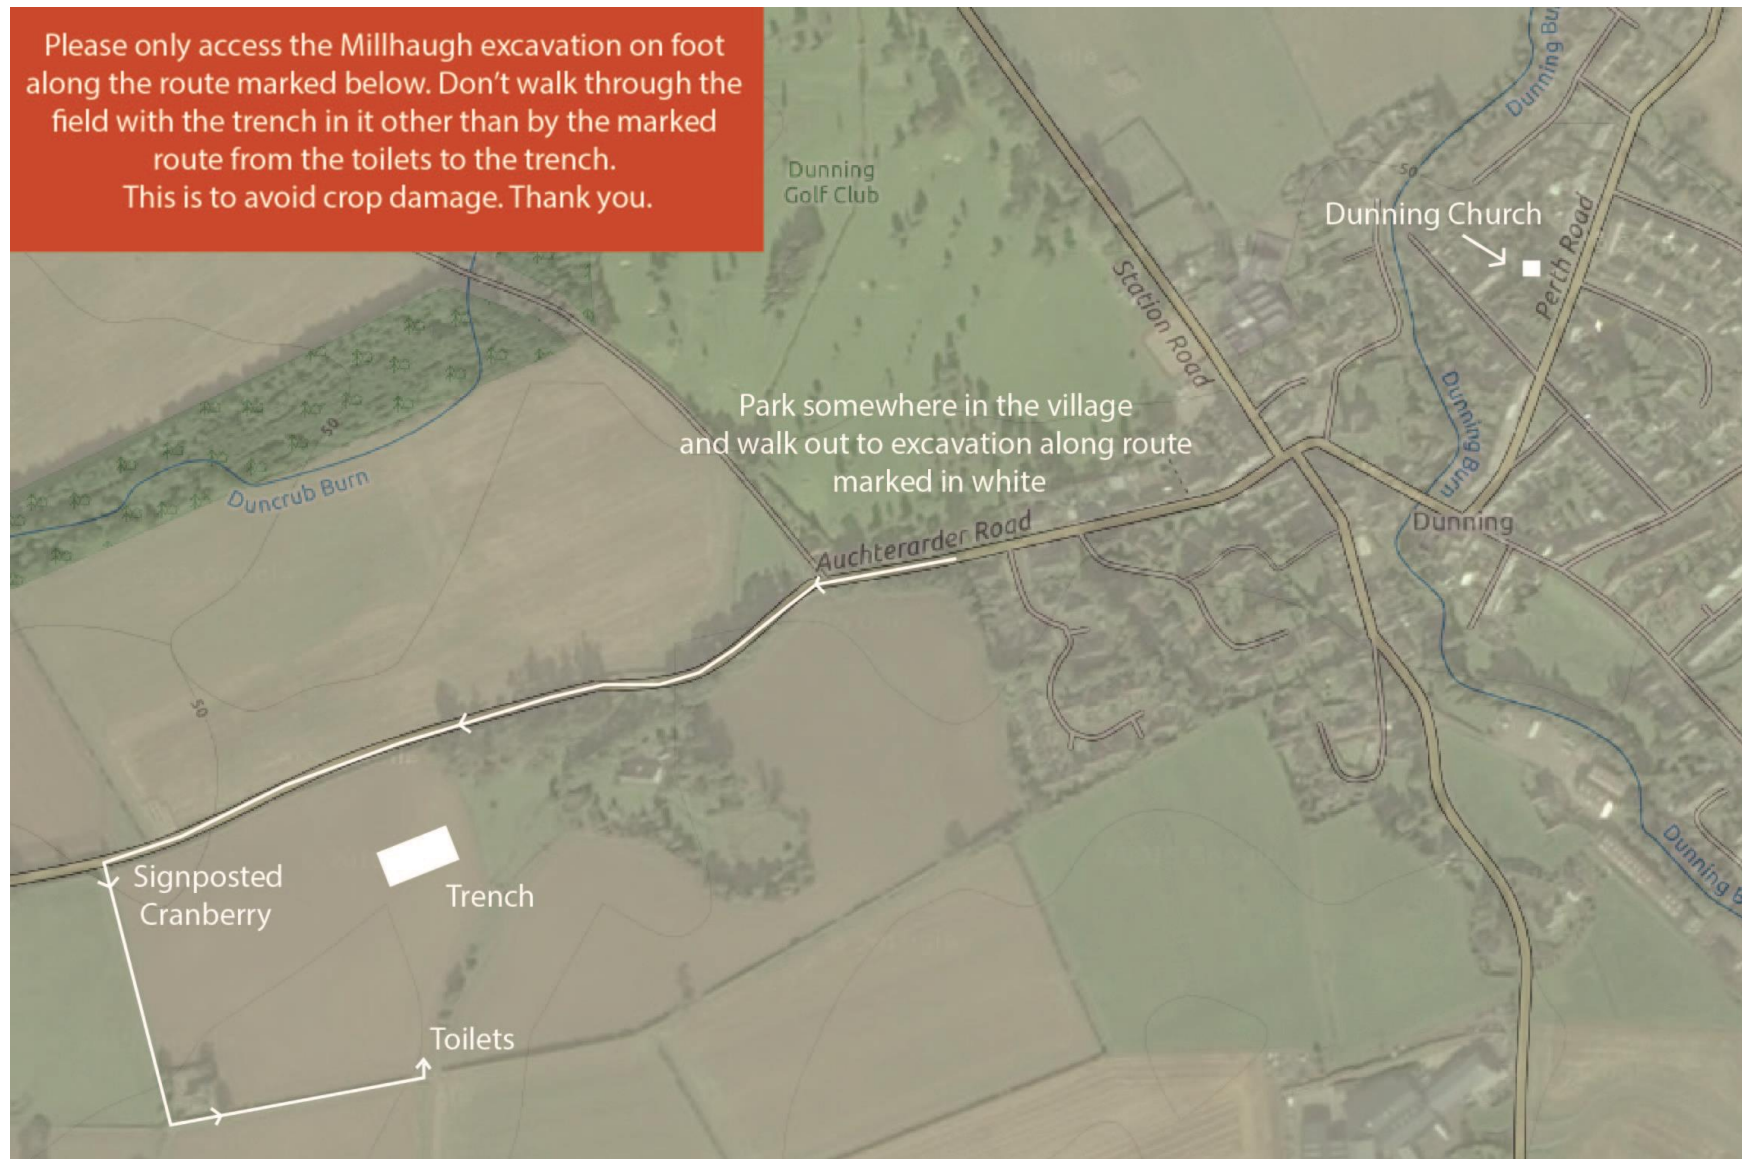 Please only access the Millhaugh excavation on foot
along the route marked below. Don’t walk through the
field with the trench in it other than by the marked
route from the toilets to the trench.
This is to avoid crop damage. Thank you.
Dunning Burn
Dunning
Golf Club
50
Dunning Church
Perth Road
Station Road
Park somewhere in the village
and walk out to excavation along route
marked in white
Dunning Burn
50
Duncrub Burn
Dunning
Auchterarder Road
50
Dunning B
Signposted
Cranberry
Trench
Toilets